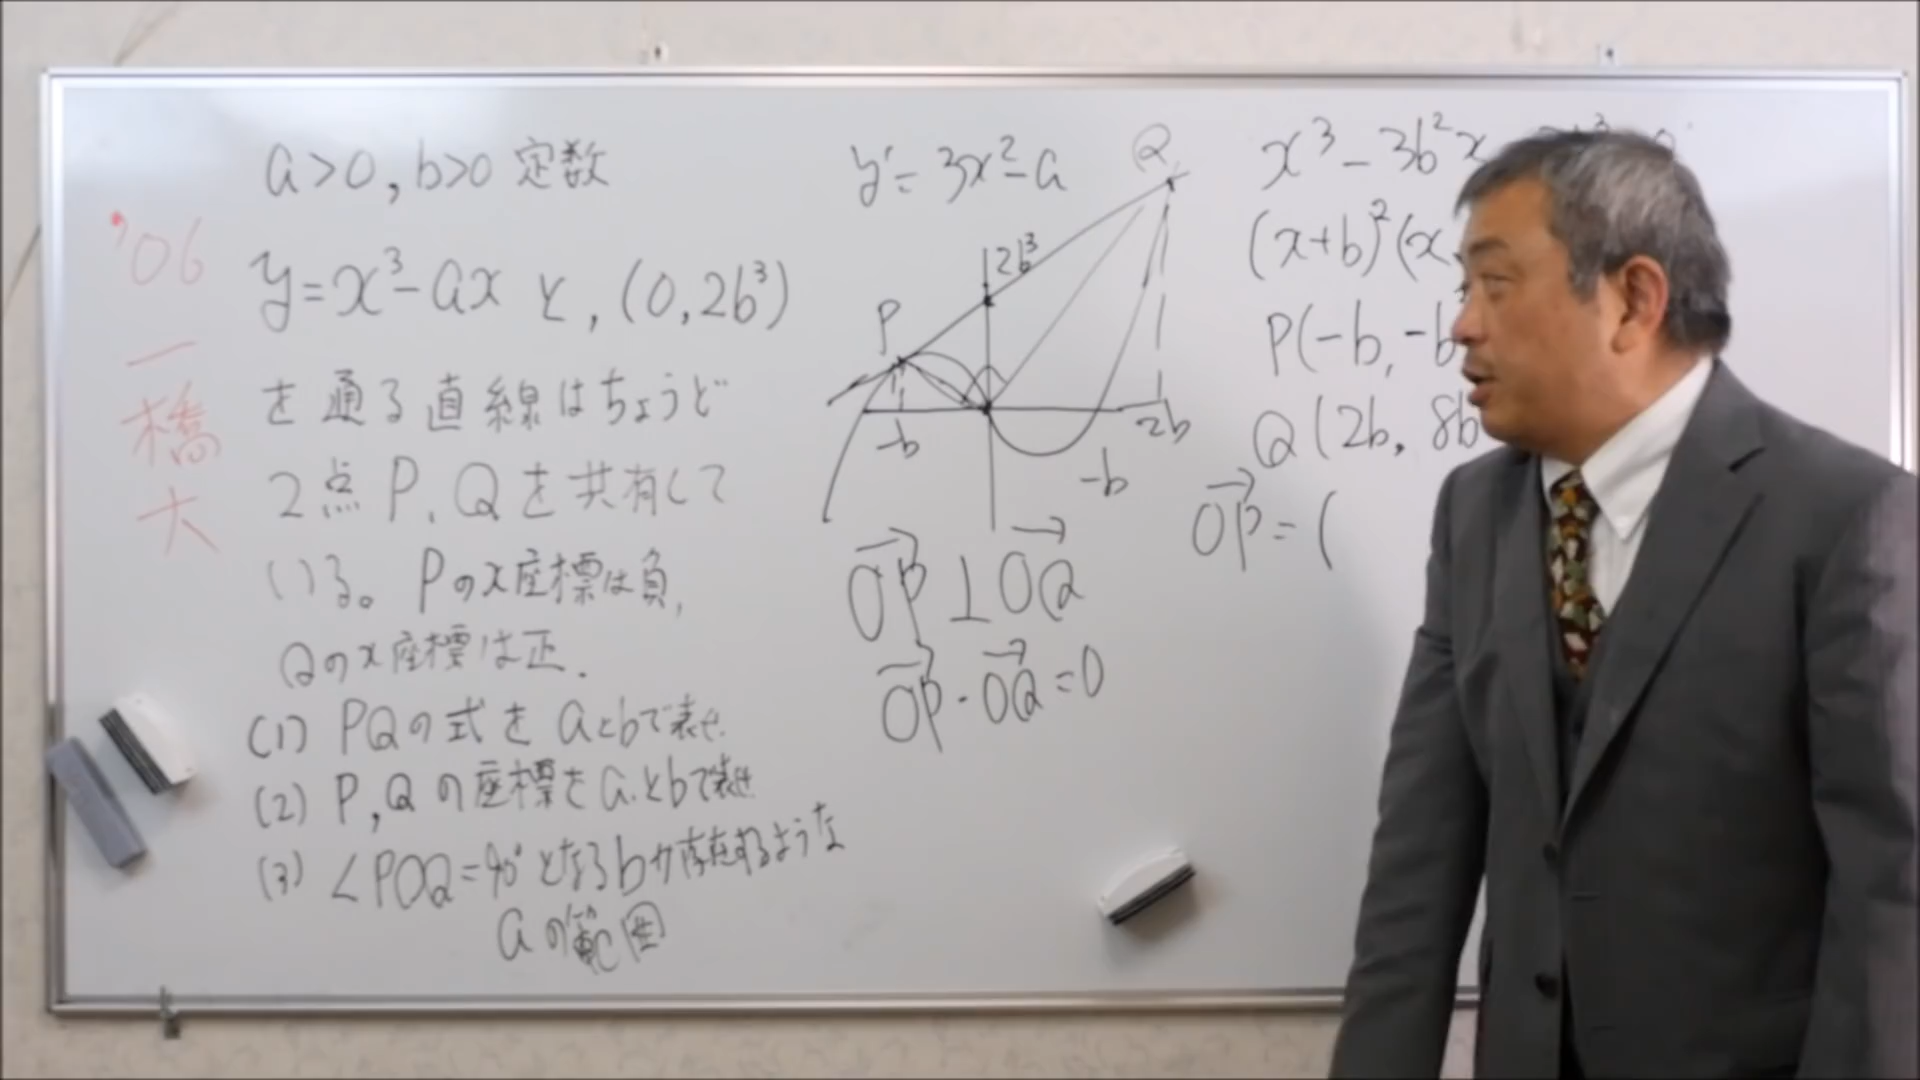 '06
一橋大
a>0, b>0 定数
y=x³-ax と, (0, 2b³)
を通る直線はちょうど
2点 P, Q を共有して
いる。Pのx座標は負,
Qのx座標は正.
(1) PQの式を aとbで表せ.
(2) P, Q の座標を aとbで表せ
(3) ∠POQ=90°となるbが存在するような
aの範囲
y'=3x²-a
Q
2b³
P
-b
2b
-b
OP⊥OQ
OP・OQ=0
x³-3b²x
(x+b)²(x
P(-b, -b
Q(2b, 8b
OP=(